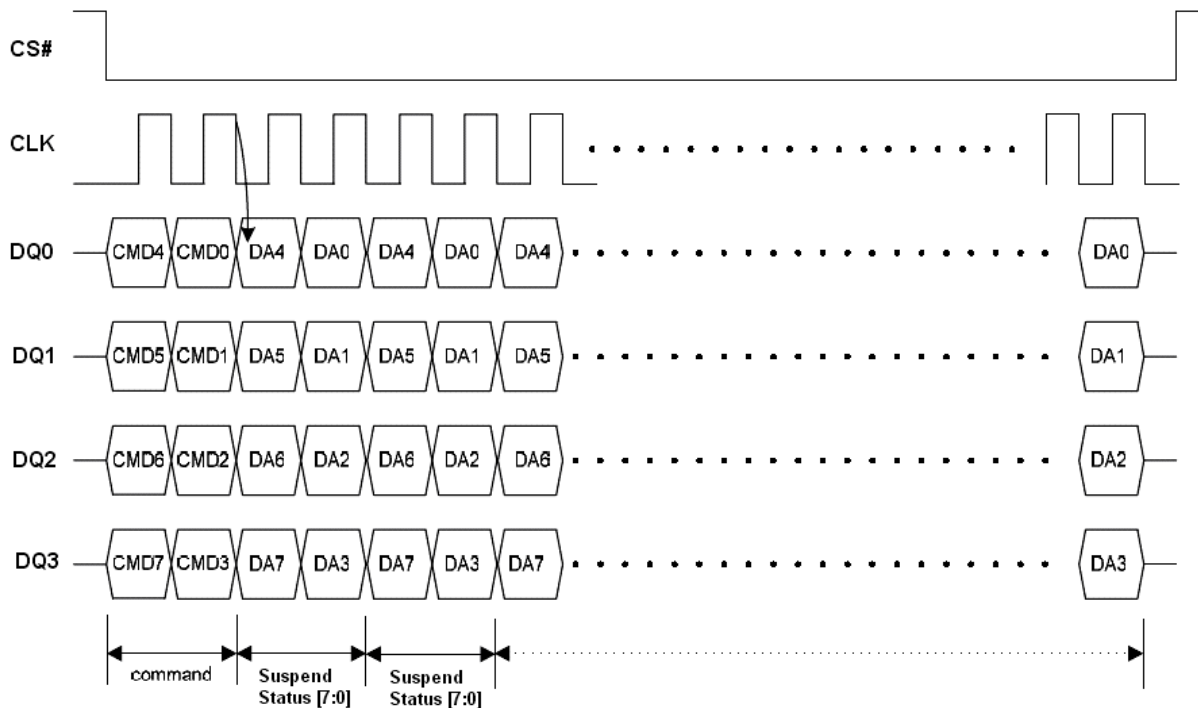 CS#
CLK
DQ0 CMD4 CMD0 DA4 DA0 DA4 DA0 DA4 DA0
DQ1 CMD5 CMD1 DA5 DA1 DA5 DA1 DA5 DA1
DQ2 CMD6 CMD2 DA6 DA2 DA6 DA2 DA6 DA2
DQ3 CMD7 CMD3 DA7 DA3 DA7 DA3 DA7 DA3
command
Suspend
Status [7:0]
Suspend
Status [7:0]